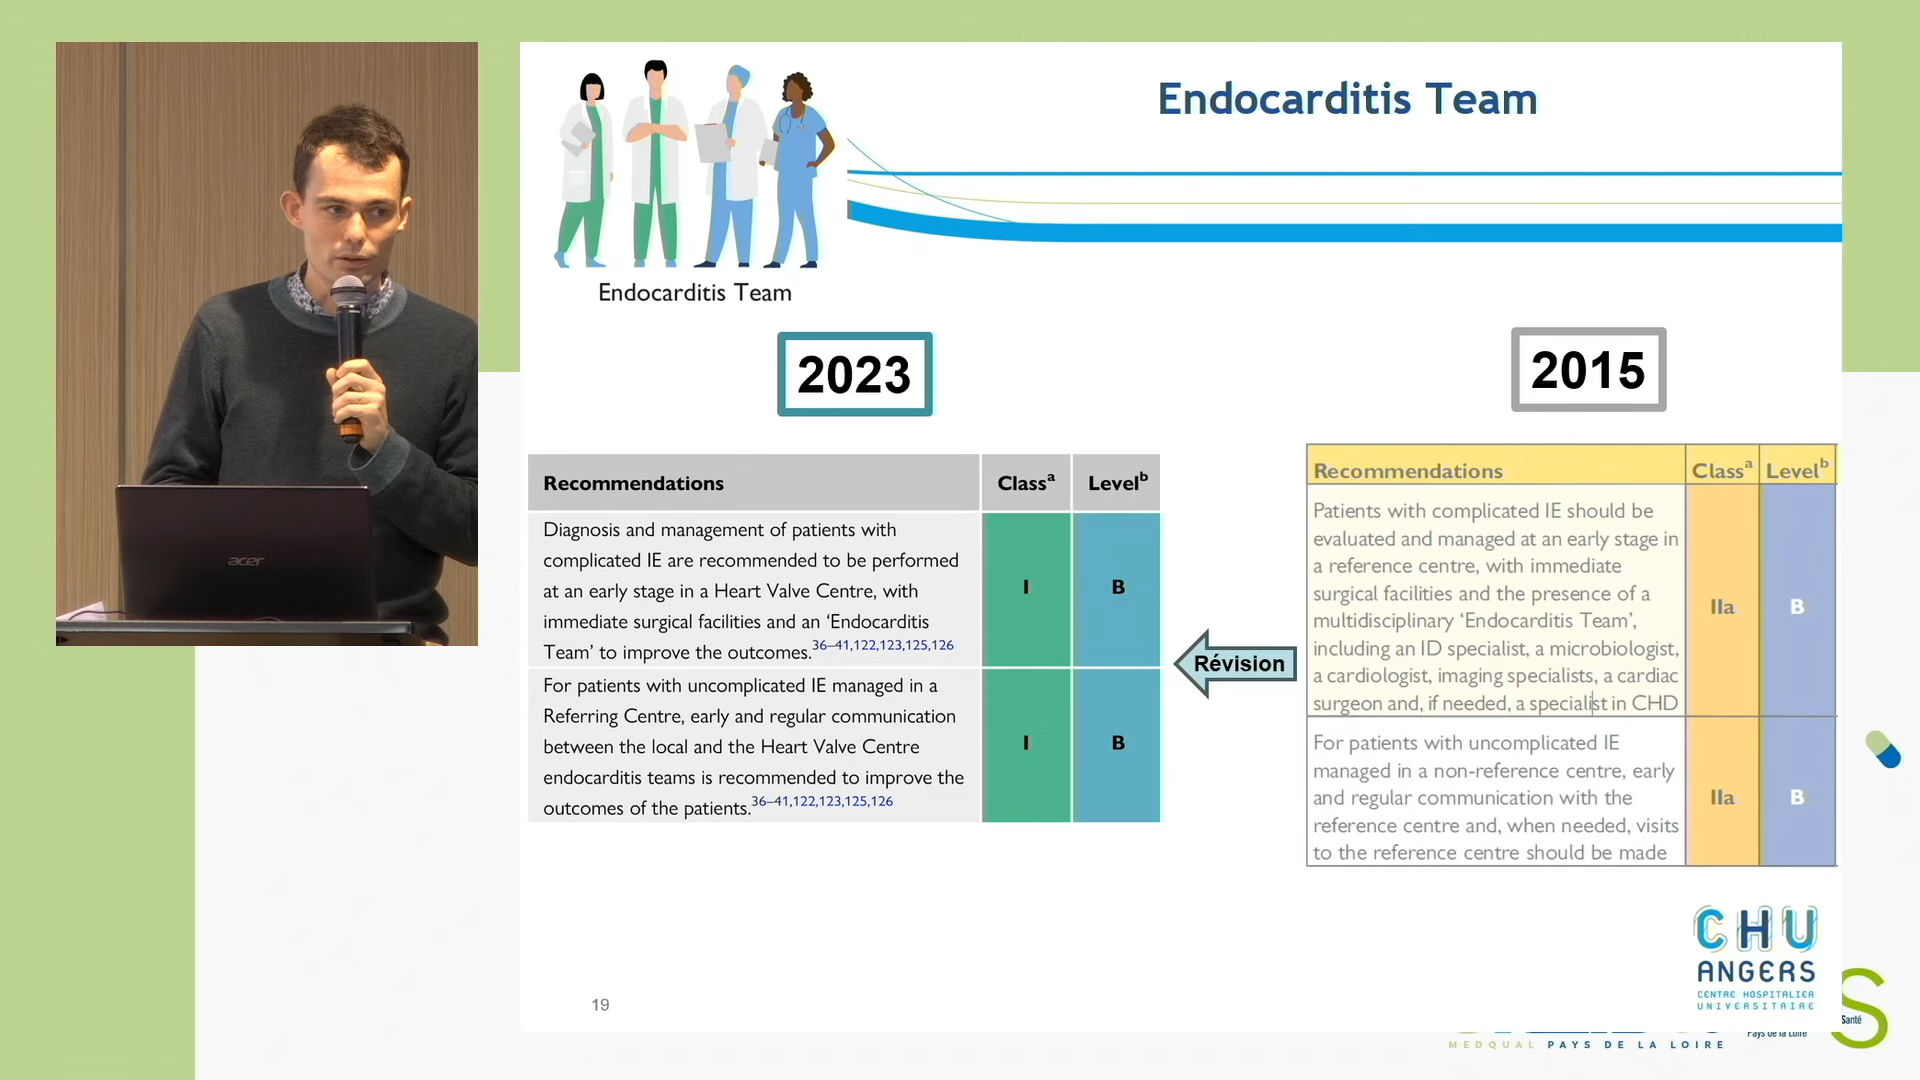 Endocarditis Team
Endocarditis Team
2023
2015
Recommendations Classᵃ Levelᵇ
Diagnosis and management of patients with
complicated IE are recommended to be performed
at an early stage in a Heart Valve Centre, with
immediate surgical facilities and an ‘Endocarditis
Team’ to improve the outcomes.36–41,122,123,125,126
I B
For patients with uncomplicated IE managed in a
Referring Centre, early and regular communication
between the local and the Heart Valve Centre
endocarditis teams is recommended to improve the
outcomes of the patients.36–41,122,123,125,126
I B
Révision
Recommendations Classᵃ Levelᵇ
Patients with complicated IE should be
evaluated and managed at an early stage in
a reference centre, with immediate
surgical facilities and the presence of a
multidisciplinary ‘Endocarditis Team’,
including an ID specialist, a microbiologist,
a cardiologist, imaging specialists, a cardiac
surgeon and, if needed, a specialist in CHD
IIa B
For patients with uncomplicated IE
managed in a non-reference centre, early
and regular communication with the
reference centre and, when needed, visits
to the reference centre should be made
IIa B
acer
19
CHU
ANGERS
CENTRE HOSPITALIER
UNIVERSITAIRE
S
Santé
Pays de la Loire
MEDQUAL PAYS DE LA LOIRE